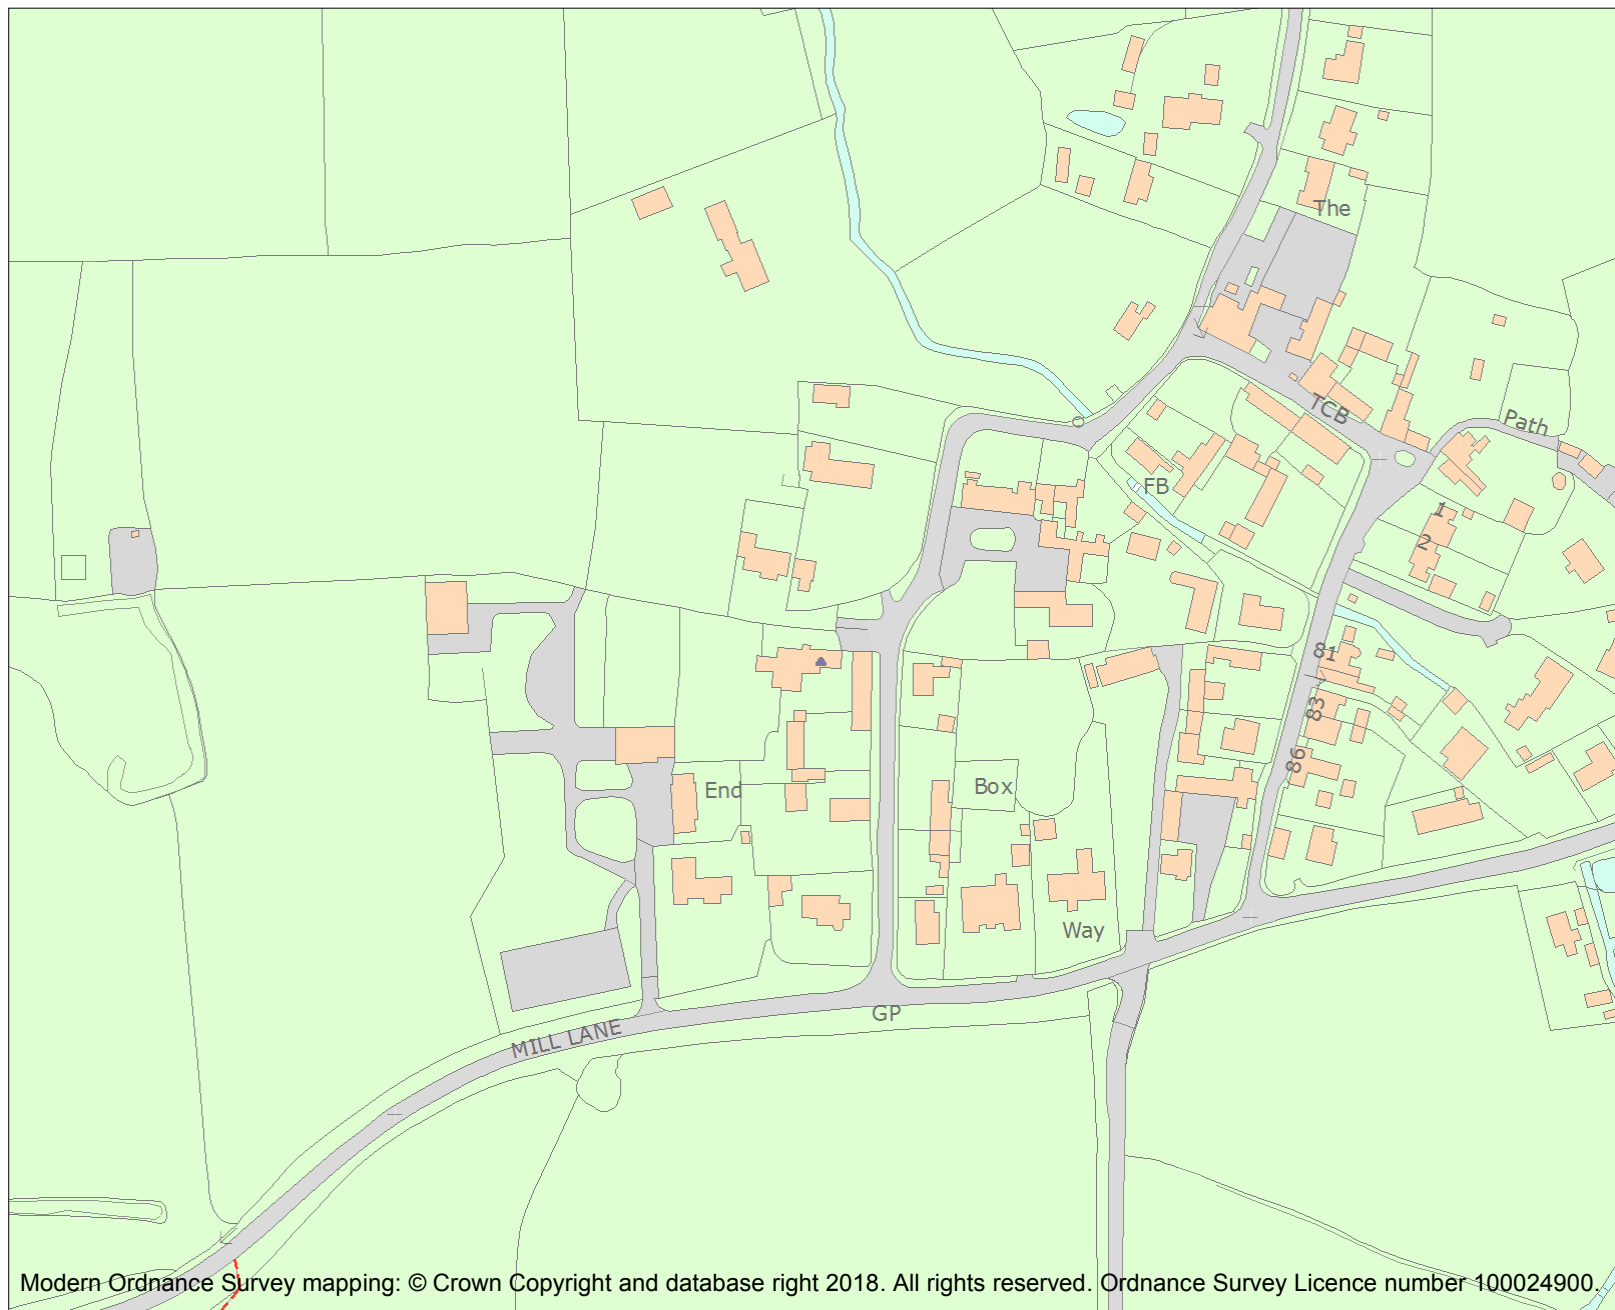 The
TCB
Path
FB
1
2
81
83
86
End
Box
Way
GP
MILL LANE
Modern Ordnance Survey mapping: © Crown Copyright and database right 2018. All rights reserved. Ordnance Survey Licence number 100024900.